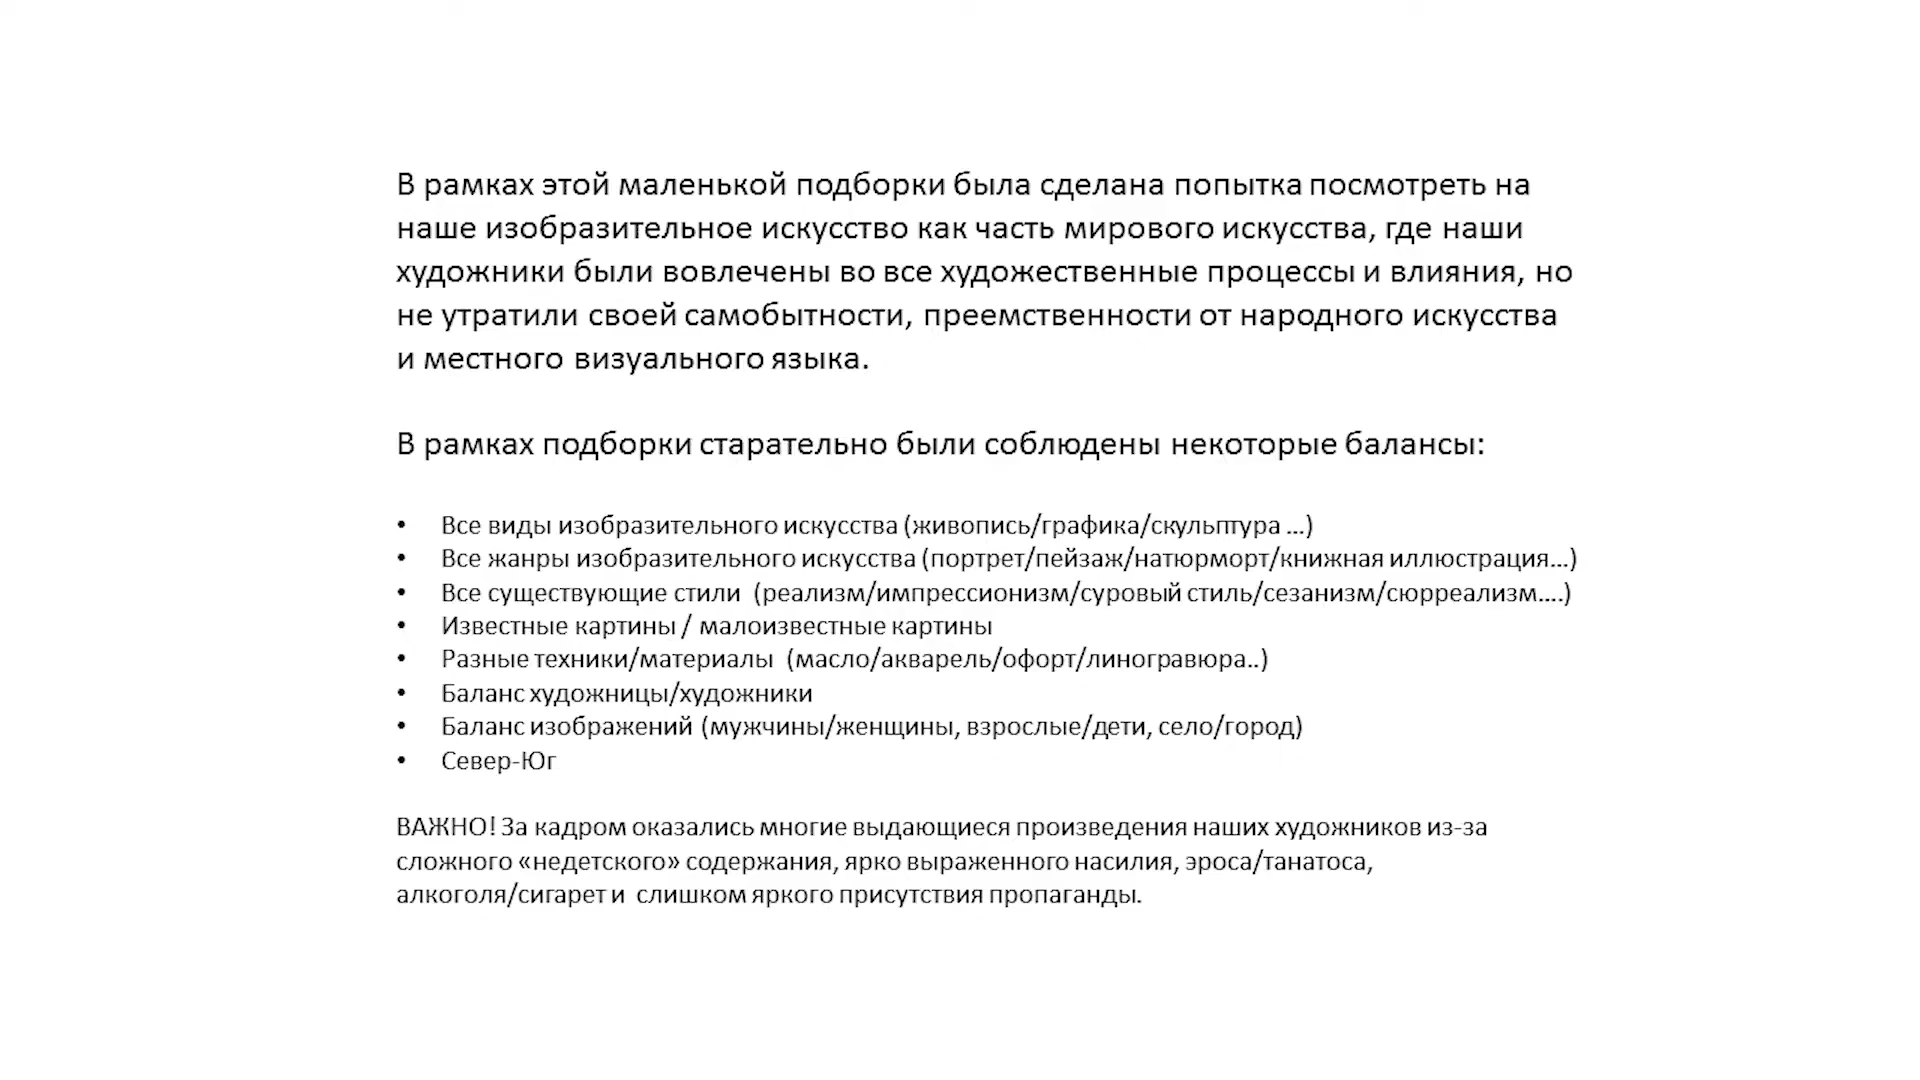 В рамках этой маленькой подборки была сделана попытка посмотреть на
наше изобразительное искусство как часть мирового искусства, где наши
художники были вовлечены во все художественные процессы и влияния, но
не утратили своей самобытности, преемственности от народного искусства
и местного визуального языка.
В рамках подборки старательно были соблюдены некоторые балансы:
• Все виды изобразительного искусства (живопись/графика/скульптура ...)
• Все жанры изобразительного искусства (портрет/пейзаж/натюрморт/книжная иллюстрация...)
• Все существующие стили (реализм/импрессионизм/суровый стиль/сезанизм/сюрреализм....)
• Известные картины / малоизвестные картины
• Разные техники/материалы (масло/акварель/офорт/линогравюра..)
• Баланс художницы/художники
• Баланс изображений (мужчины/женщины, взрослые/дети, село/город)
• Север-Юг
ВАЖНО! За кадром оказались многие выдающиеся произведения наших художников из-за
сложного «недетского» содержания, ярко выраженного насилия, эроса/танатоса,
алкоголя/сигарет и слишком яркого присутствия пропаганды.